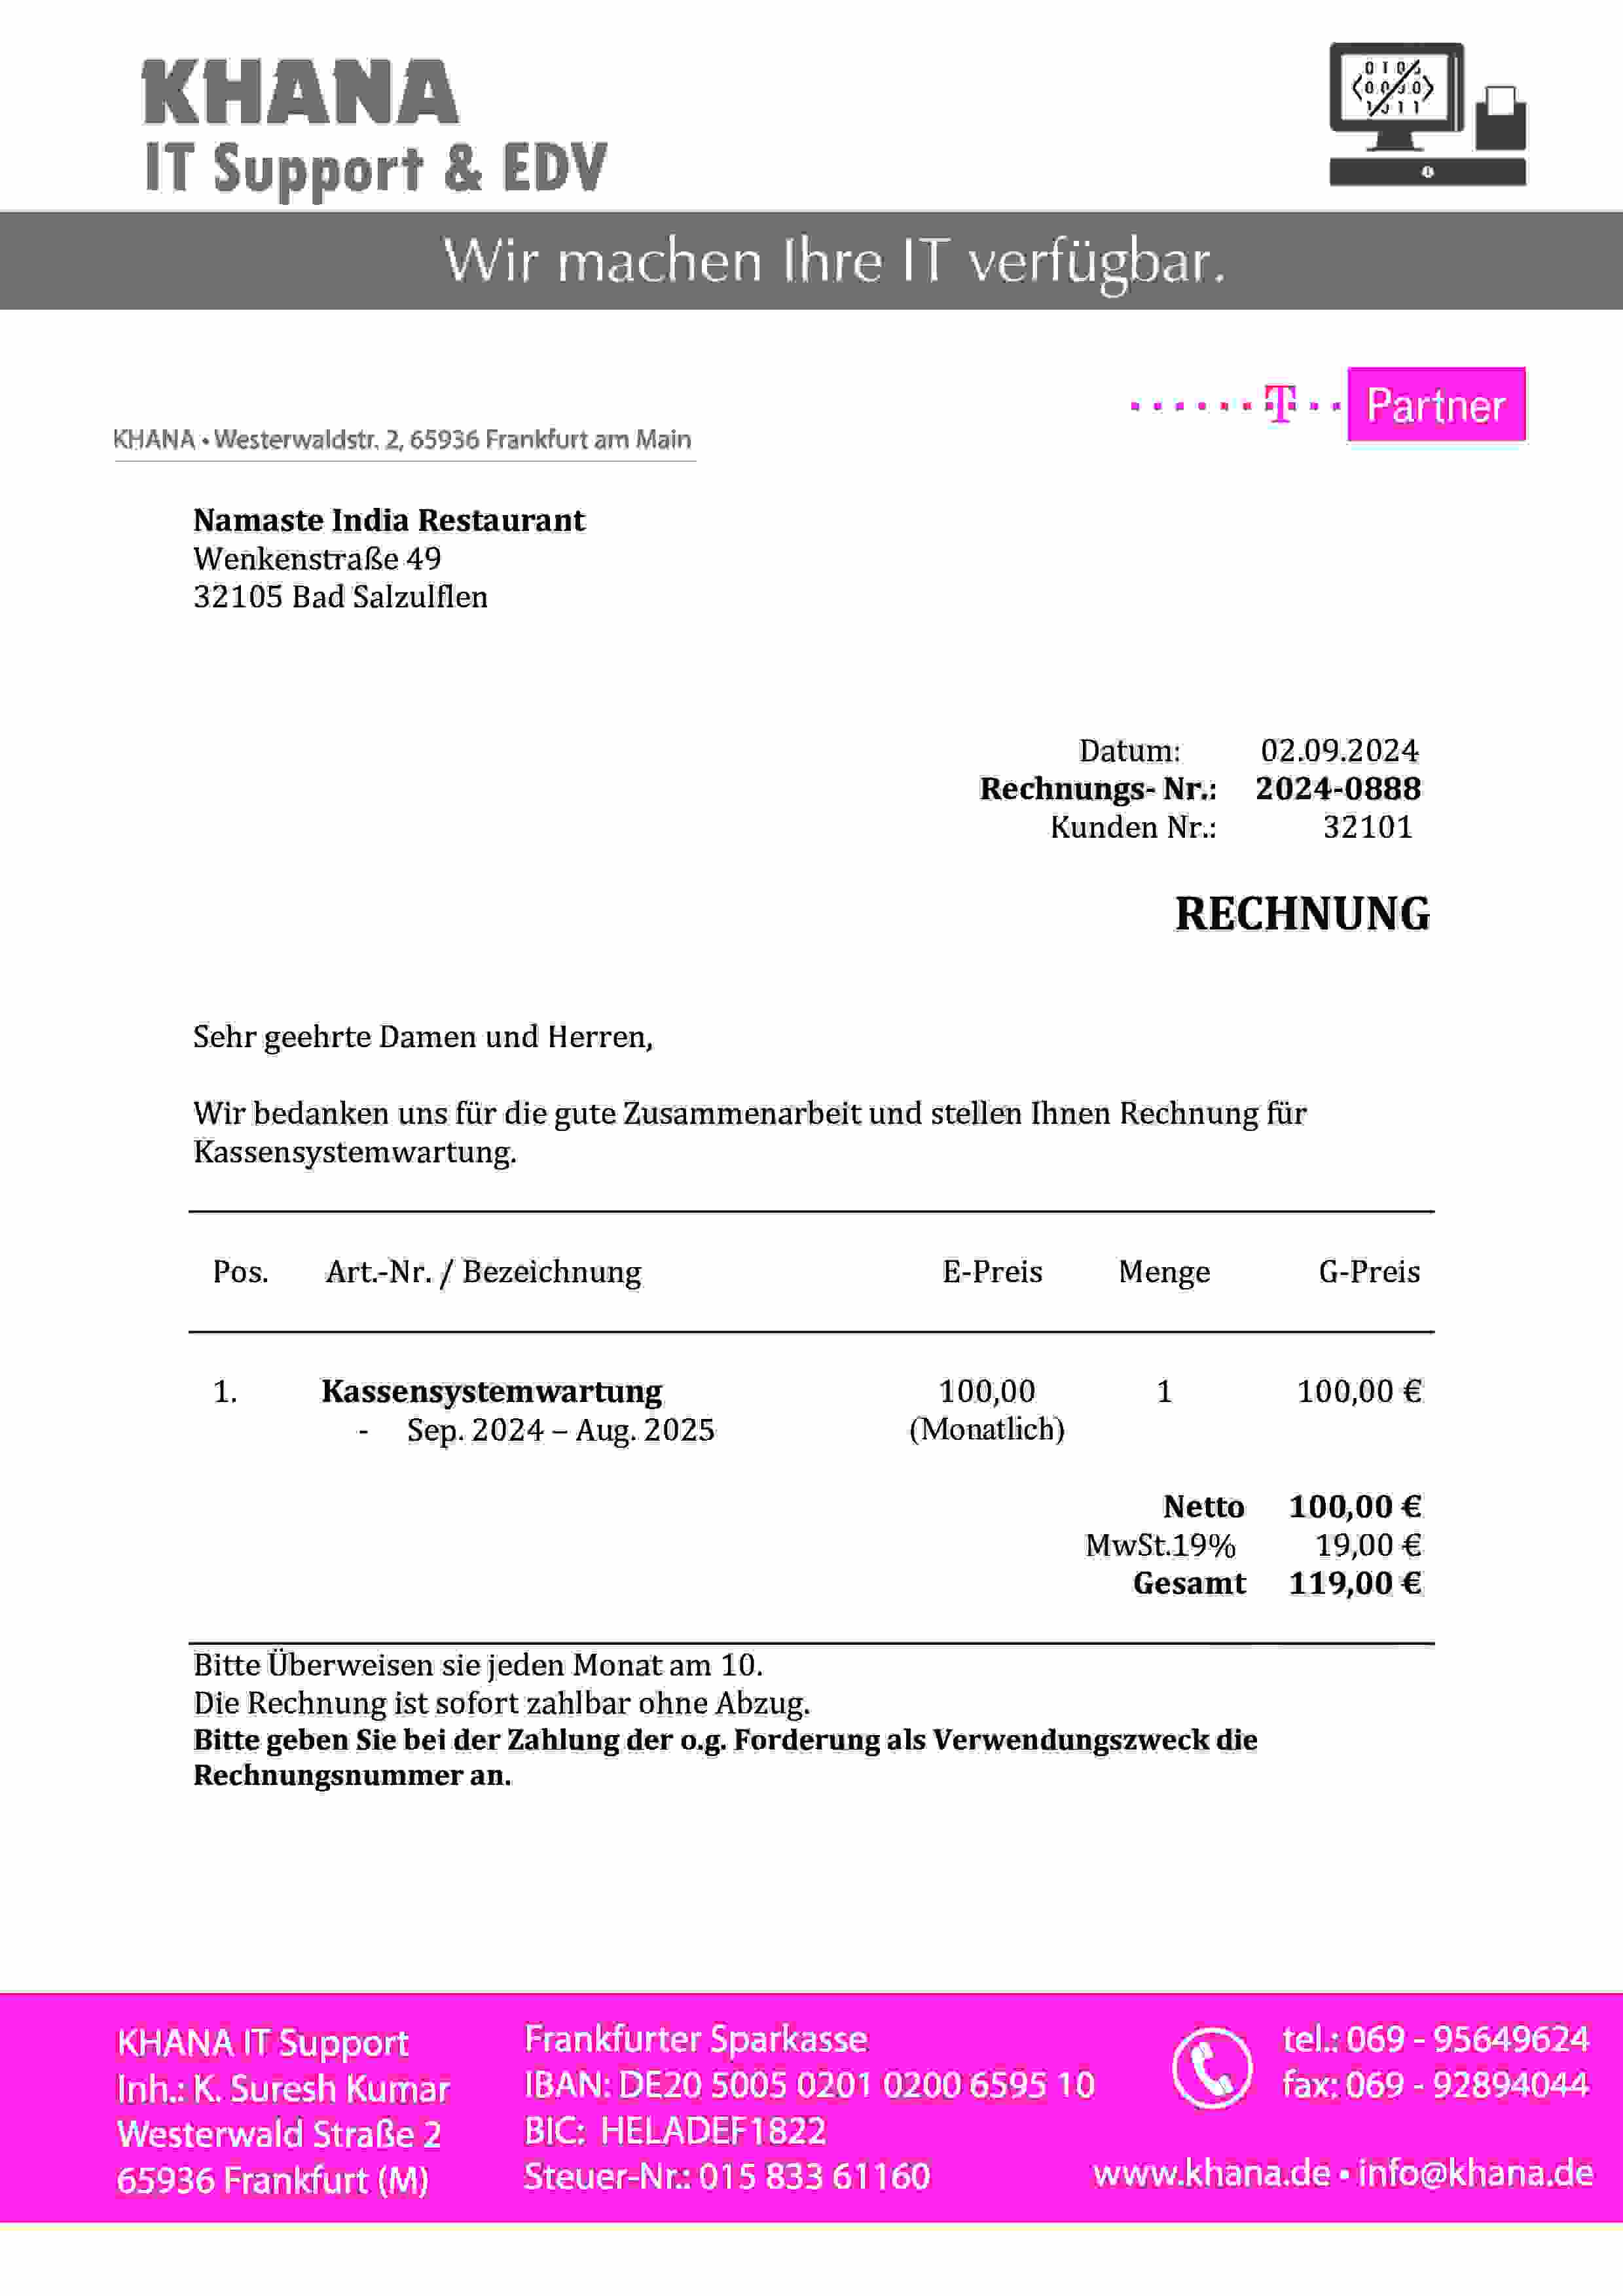 KHANA
IT Support & EDV
Wir machen Ihre IT verfügbar.
T Partner
KHANA • Westerwaldstr. 2, 65936 Frankfurt am Main
Namaste India Restaurant
Wenkenstraße 49
32105 Bad Salzulflen
Datum: 02.09.2024
Rechnungs- Nr.: 2024-0888
Kunden Nr.: 32101
RECHNUNG
Sehr geehrte Damen und Herren,
Wir bedanken uns für die gute Zusammenarbeit und stellen Ihnen Rechnung für
Kassensystemwartung.
Pos. Art.-Nr. / Bezeichnung E-Preis Menge G-Preis
1. Kassensystemwartung 100,00 1 100,00 €
- Sep. 2024 – Aug. 2025 (Monatlich)
Netto 100,00 €
MwSt.19% 19,00 €
Gesamt 119,00 €
Bitte Überweisen sie jeden Monat am 10.
Die Rechnung ist sofort zahlbar ohne Abzug.
Bitte geben Sie bei der Zahlung der o.g. Forderung als Verwendungszweck die
Rechnungsnummer an.
KHANA IT Support
Inh.: K. Suresh Kumar
Westerwald Straße 2
65936 Frankfurt (M)
Frankfurter Sparkasse
IBAN: DE20 5005 0201 0200 6595 10
BIC: HELADEF1822
Steuer-Nr.: 015 833 61160
tel.: 069 - 95649624
fax: 069 - 92894044
www.khana.de • info@khana.de